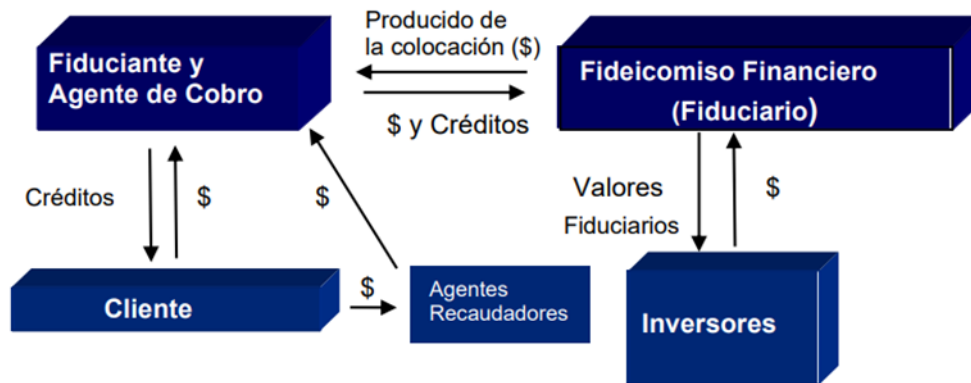 Producido de
la colocación ($)
Fiduciante y
Agente de Cobro
Fideicomiso Financiero
(Fiduciario)
$ y Créditos
Créditos
$
$
Valores
Fiduciarios
$
Cliente
$
Agentes
Recaudadores
Inversores